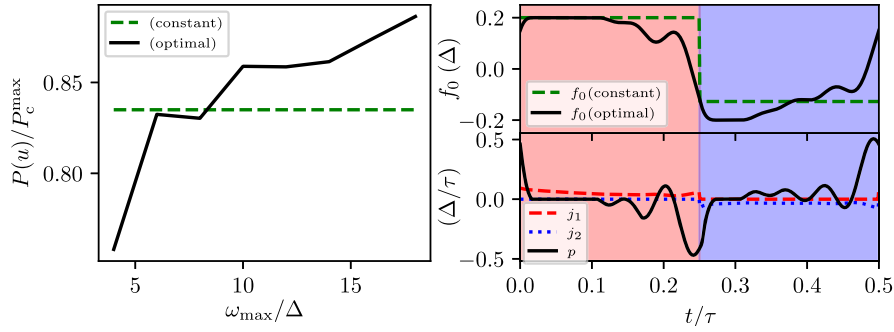 P(u)/P_c^max
0.85
0.80
(constant)
(optimal)
5
10
15
ω_max/Δ
f_0 (Δ)
0.2
0.0
−0.2
f_0(constant)
f_0(optimal)
(Δ/τ)
0.5
0.0
−0.5
j_1
j_2
p
0.0
0.1
0.2
0.3
0.4
0.5
t/τ